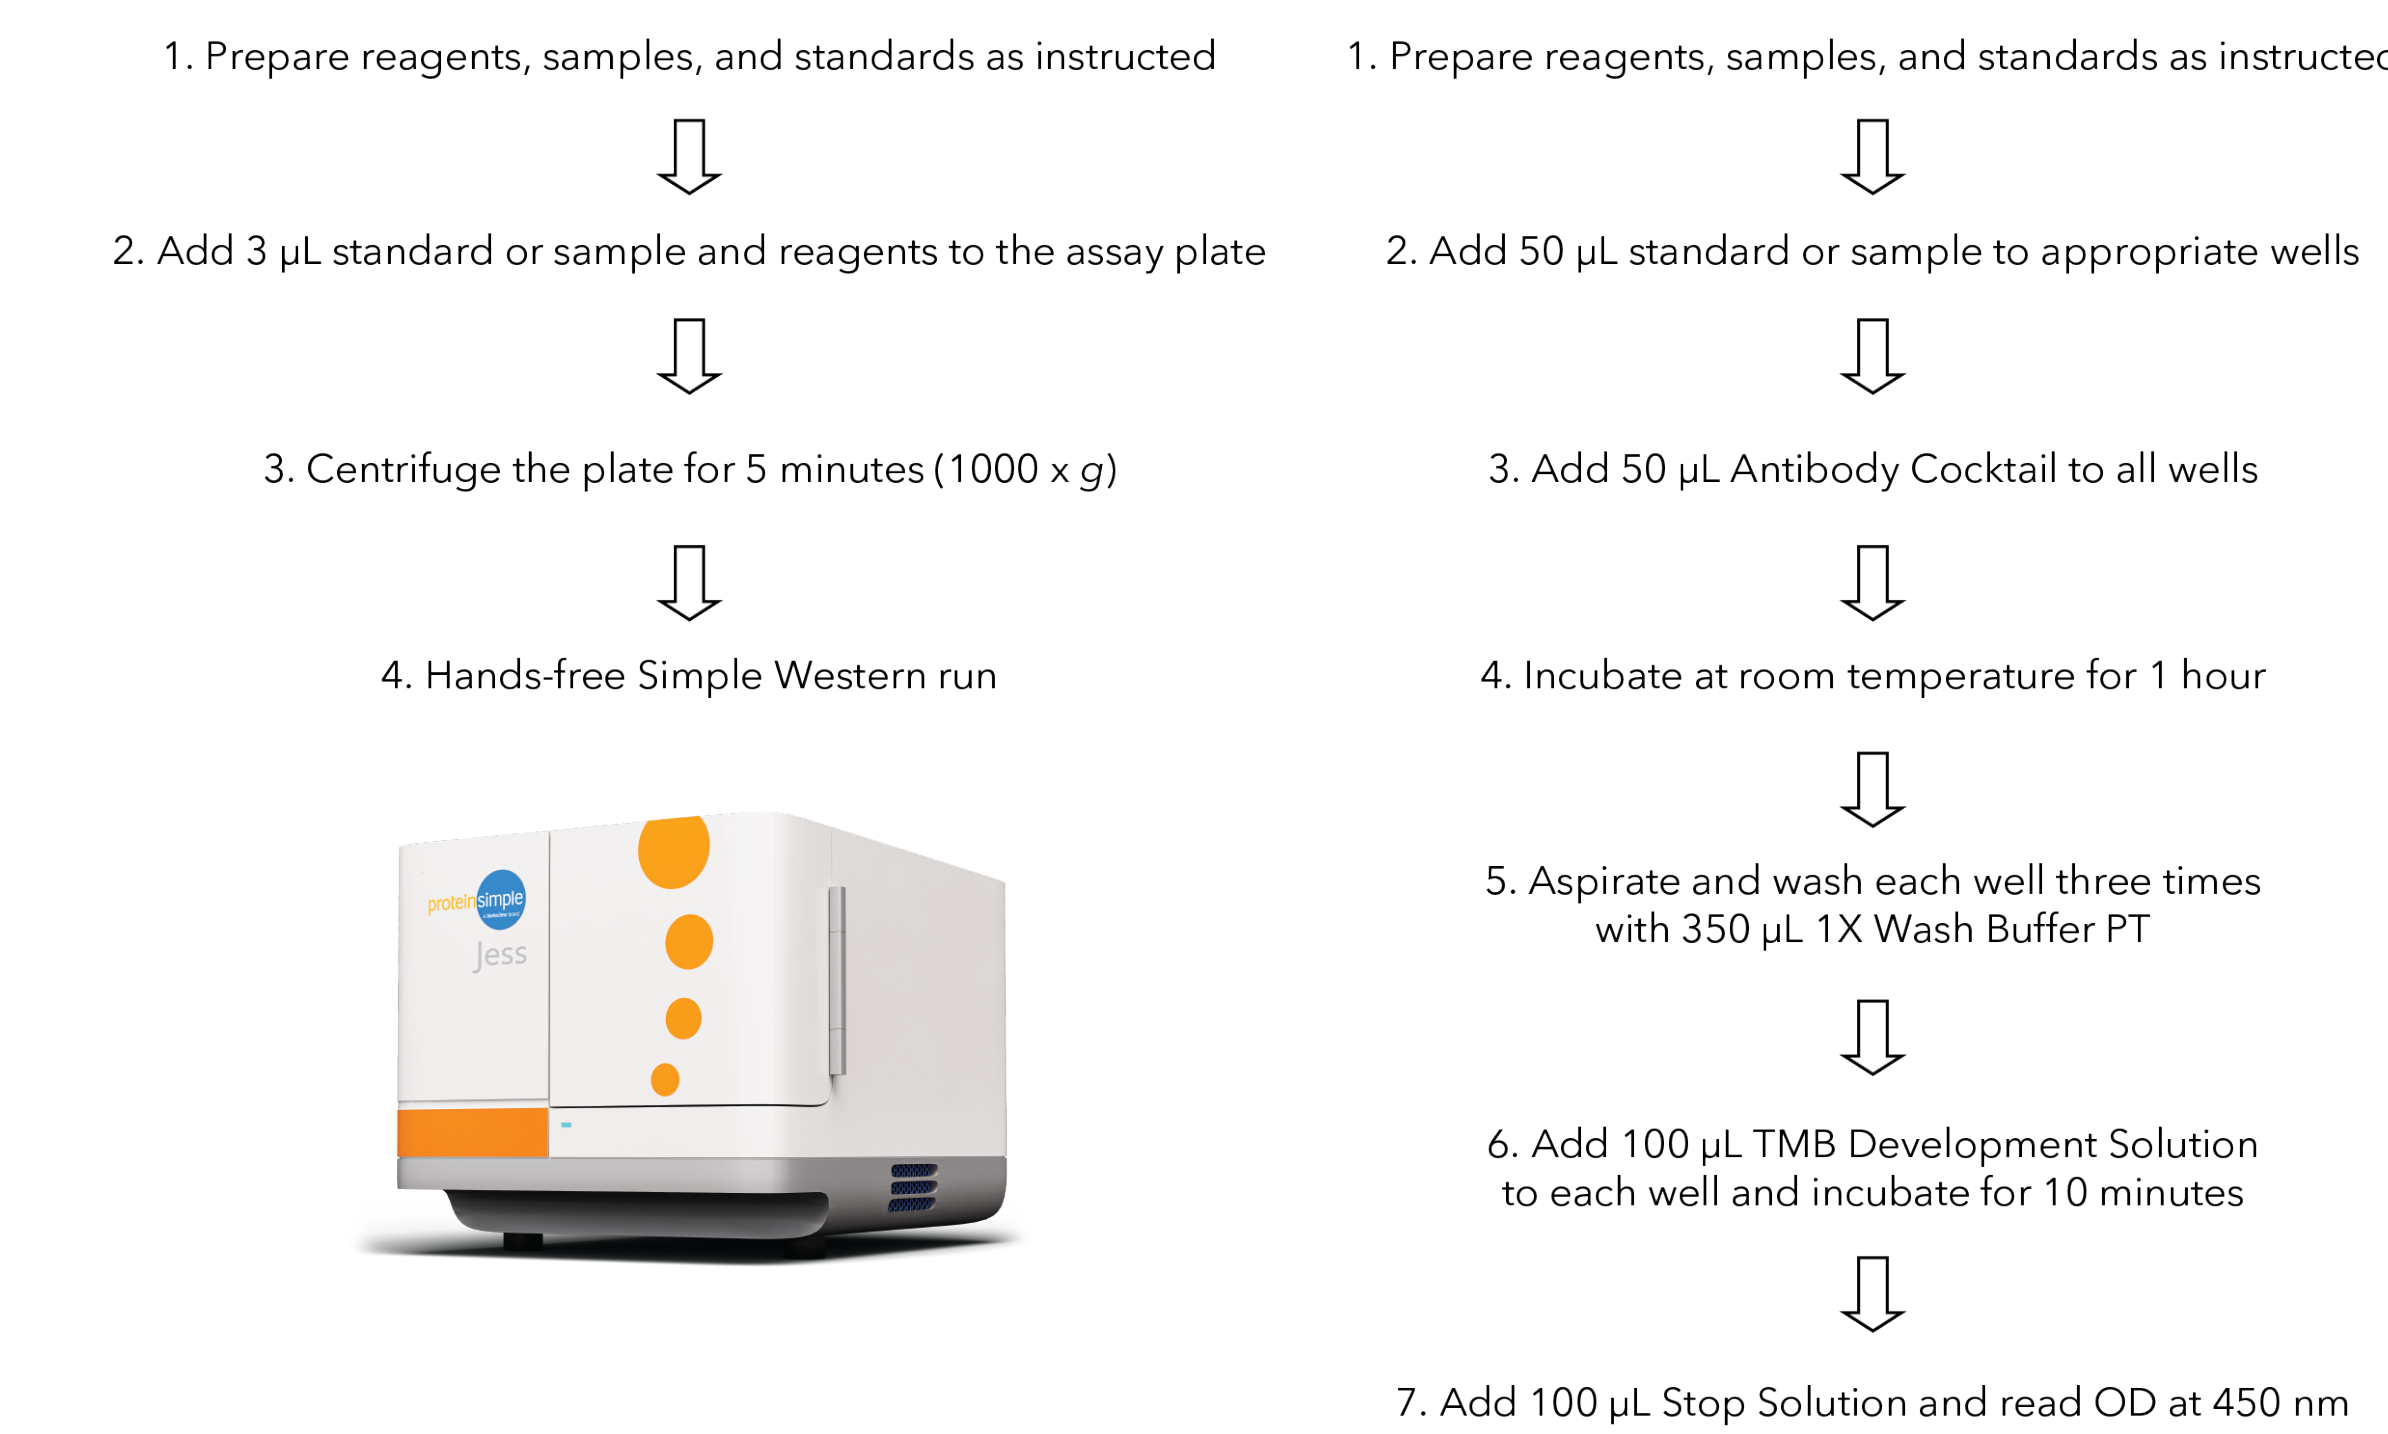 1. Prepare reagents, samples, and standards as instructed
2. Add 3 µL standard or sample and reagents to the assay plate
3. Centrifuge the plate for 5 minutes (1000 x g)
4. Hands-free Simple Western run
proteinsimple
a biotechne brand
Jess
1. Prepare reagents, samples, and standards as instructed
2. Add 50 µL standard or sample to appropriate wells
3. Add 50 µL Antibody Cocktail to all wells
4. Incubate at room temperature for 1 hour
5. Aspirate and wash each well three times
with 350 µL 1X Wash Buffer PT
6. Add 100 µL TMB Development Solution
to each well and incubate for 10 minutes
7. Add 100 µL Stop Solution and read OD at 450 nm